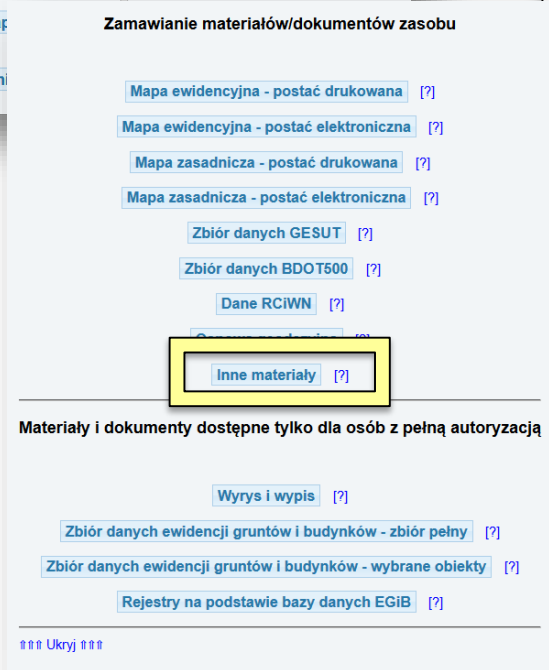 Zamawianie materiałów/dokumentów zasobu
Mapa ewidencyjna - postać drukowana [?]
Mapa ewidencyjna - postać elektroniczna [?]
Mapa zasadnicza - postać drukowana [?]
Mapa zasadnicza - postać elektroniczna [?]
Zbiór danych GESUT [?]
Zbiór danych BDOT500 [?]
Dane RCiWN [?]
Inne materiały [?]
Materiały i dokumenty dostępne tylko dla osób z pełną autoryzacją
Wyrys i wypis [?]
Zbiór danych ewidencji gruntów i budynków - zbiór pełny [?]
Zbiór danych ewidencji gruntów i budynków - wybrane obiekty [?]
Rejestry na podstawie bazy danych EGiB [?]
⇑⇑⇑ Ukryj ⇑⇑⇑